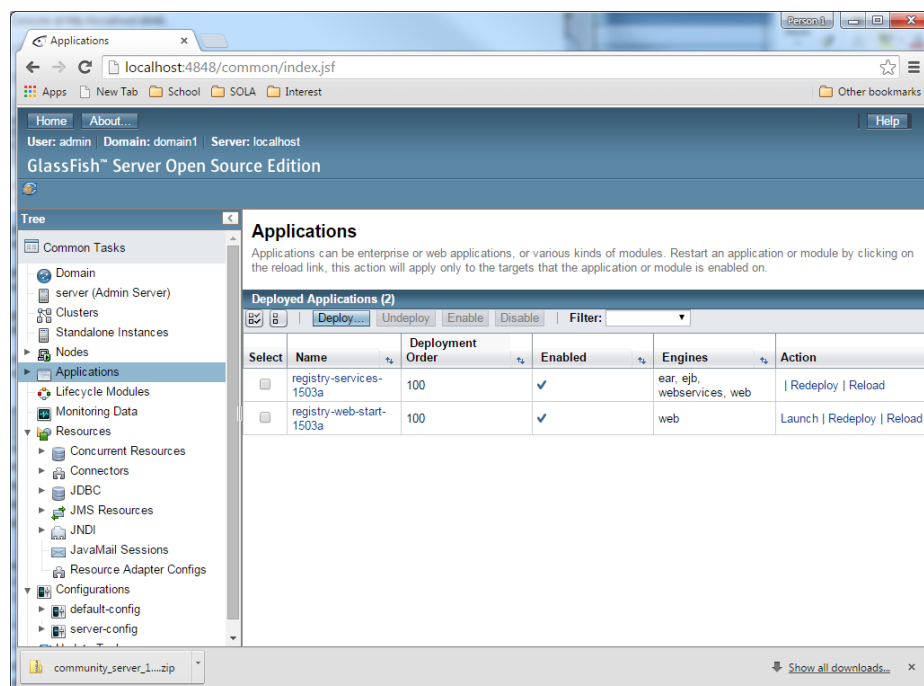 Person 1
Applications
localhost:4848/common/index.jsf
Apps New Tab School SOLA Interest Other bookmarks
Home About... Help
User: admin Domain: domain1 Server: localhost
GlassFish™ Server Open Source Edition
Tree
Common Tasks
Domain
server (Admin Server)
Clusters
Standalone Instances
Nodes
Applications
Lifecycle Modules
Monitoring Data
Resources
Concurrent Resources
Connectors
JDBC
JMS Resources
JNDI
JavaMail Sessions
Resource Adapter Configs
Configurations
default-config
server-config
Applications
Applications can be enterprise or web applications, or various kinds of modules. Restart an application or module by clicking on
the reload link, this action will apply only to the targets that the application or module is enabled on.
Deployed Applications (2)
Deploy... Undeploy Enable Disable Filter:
Select Name Deployment Order Enabled Engines Action
registry-services-1503a 100 ear, ejb, webservices, web | Redeploy | Reload
registry-web-start-1503a 100 web Launch | Redeploy | Reload
community_server_1....zip Show all downloads...